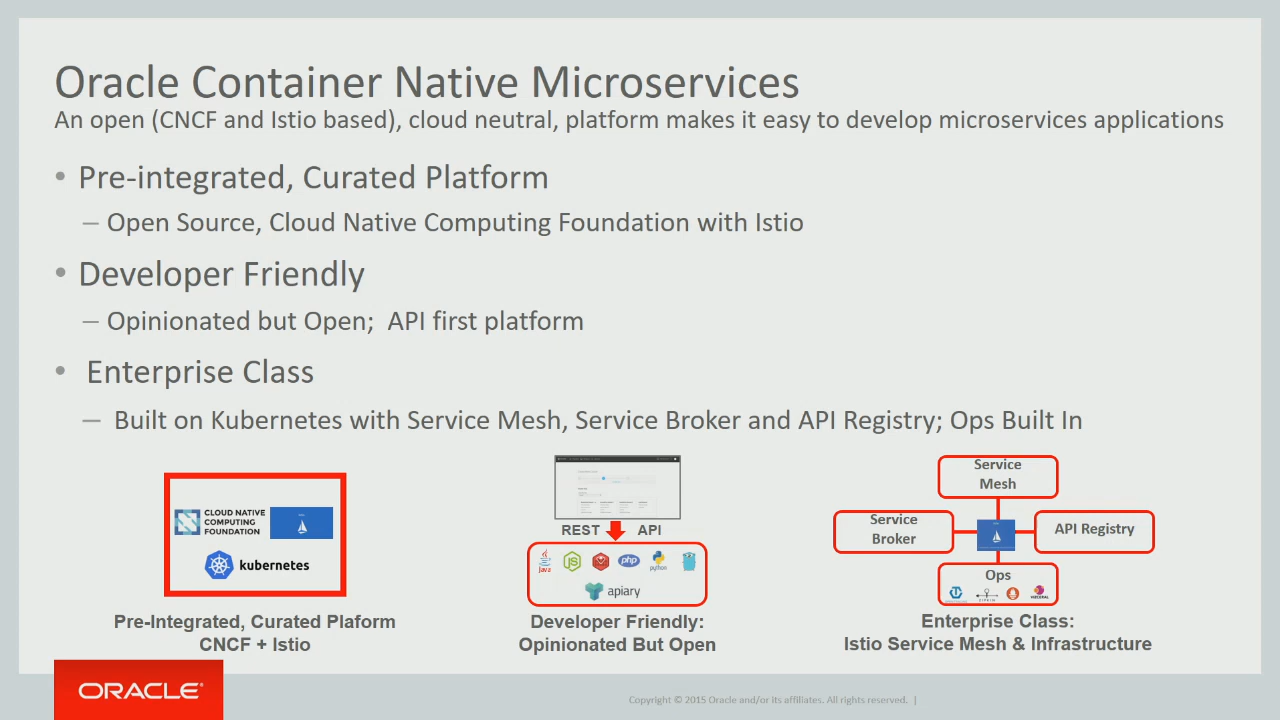 Oracle Container Native Microservices
An open (CNCF and Istio based), cloud neutral, platform makes it easy to develop microservices applications
• Pre-integrated, Curated Platform
– Open Source, Cloud Native Computing Foundation with Istio
• Developer Friendly
– Opinionated but Open; API first platform
• Enterprise Class
– Built on Kubernetes with Service Mesh, Service Broker and API Registry; Ops Built In
CLOUD NATIVE
COMPUTING
FOUNDATION
kubernetes
Pre-Integrated, Curated Plaform
CNCF + Istio
REST API
Java
JS
php
python
apiary
Developer Friendly:
Opinionated But Open
Service
Mesh
Service
Broker
API Registry
Ops
ZIPKIN
Enterprise Class:
Istio Service Mesh & Infrastructure
ORACLE
Copyright © 2015 Oracle and/or its affiliates. All rights reserved. |